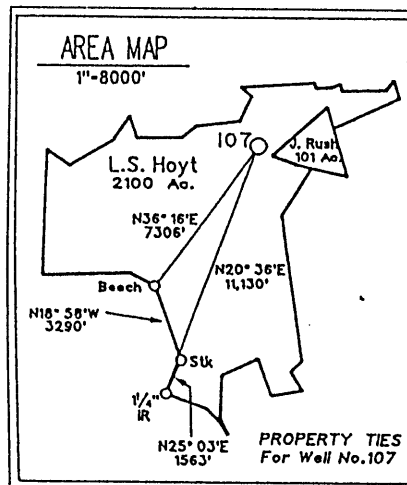 AREA MAP
1"-8000'
107
J. Rush
101 Ac.
L.S. Hoyt
2100 Ac.
N36° 16'E
7306'
N20° 36'E
11,130'
Beech
N18° 58'W
3290'
Stk
1¼"
IR
N25° 03'E
1563'
PROPERTY TIES
For Well No.107